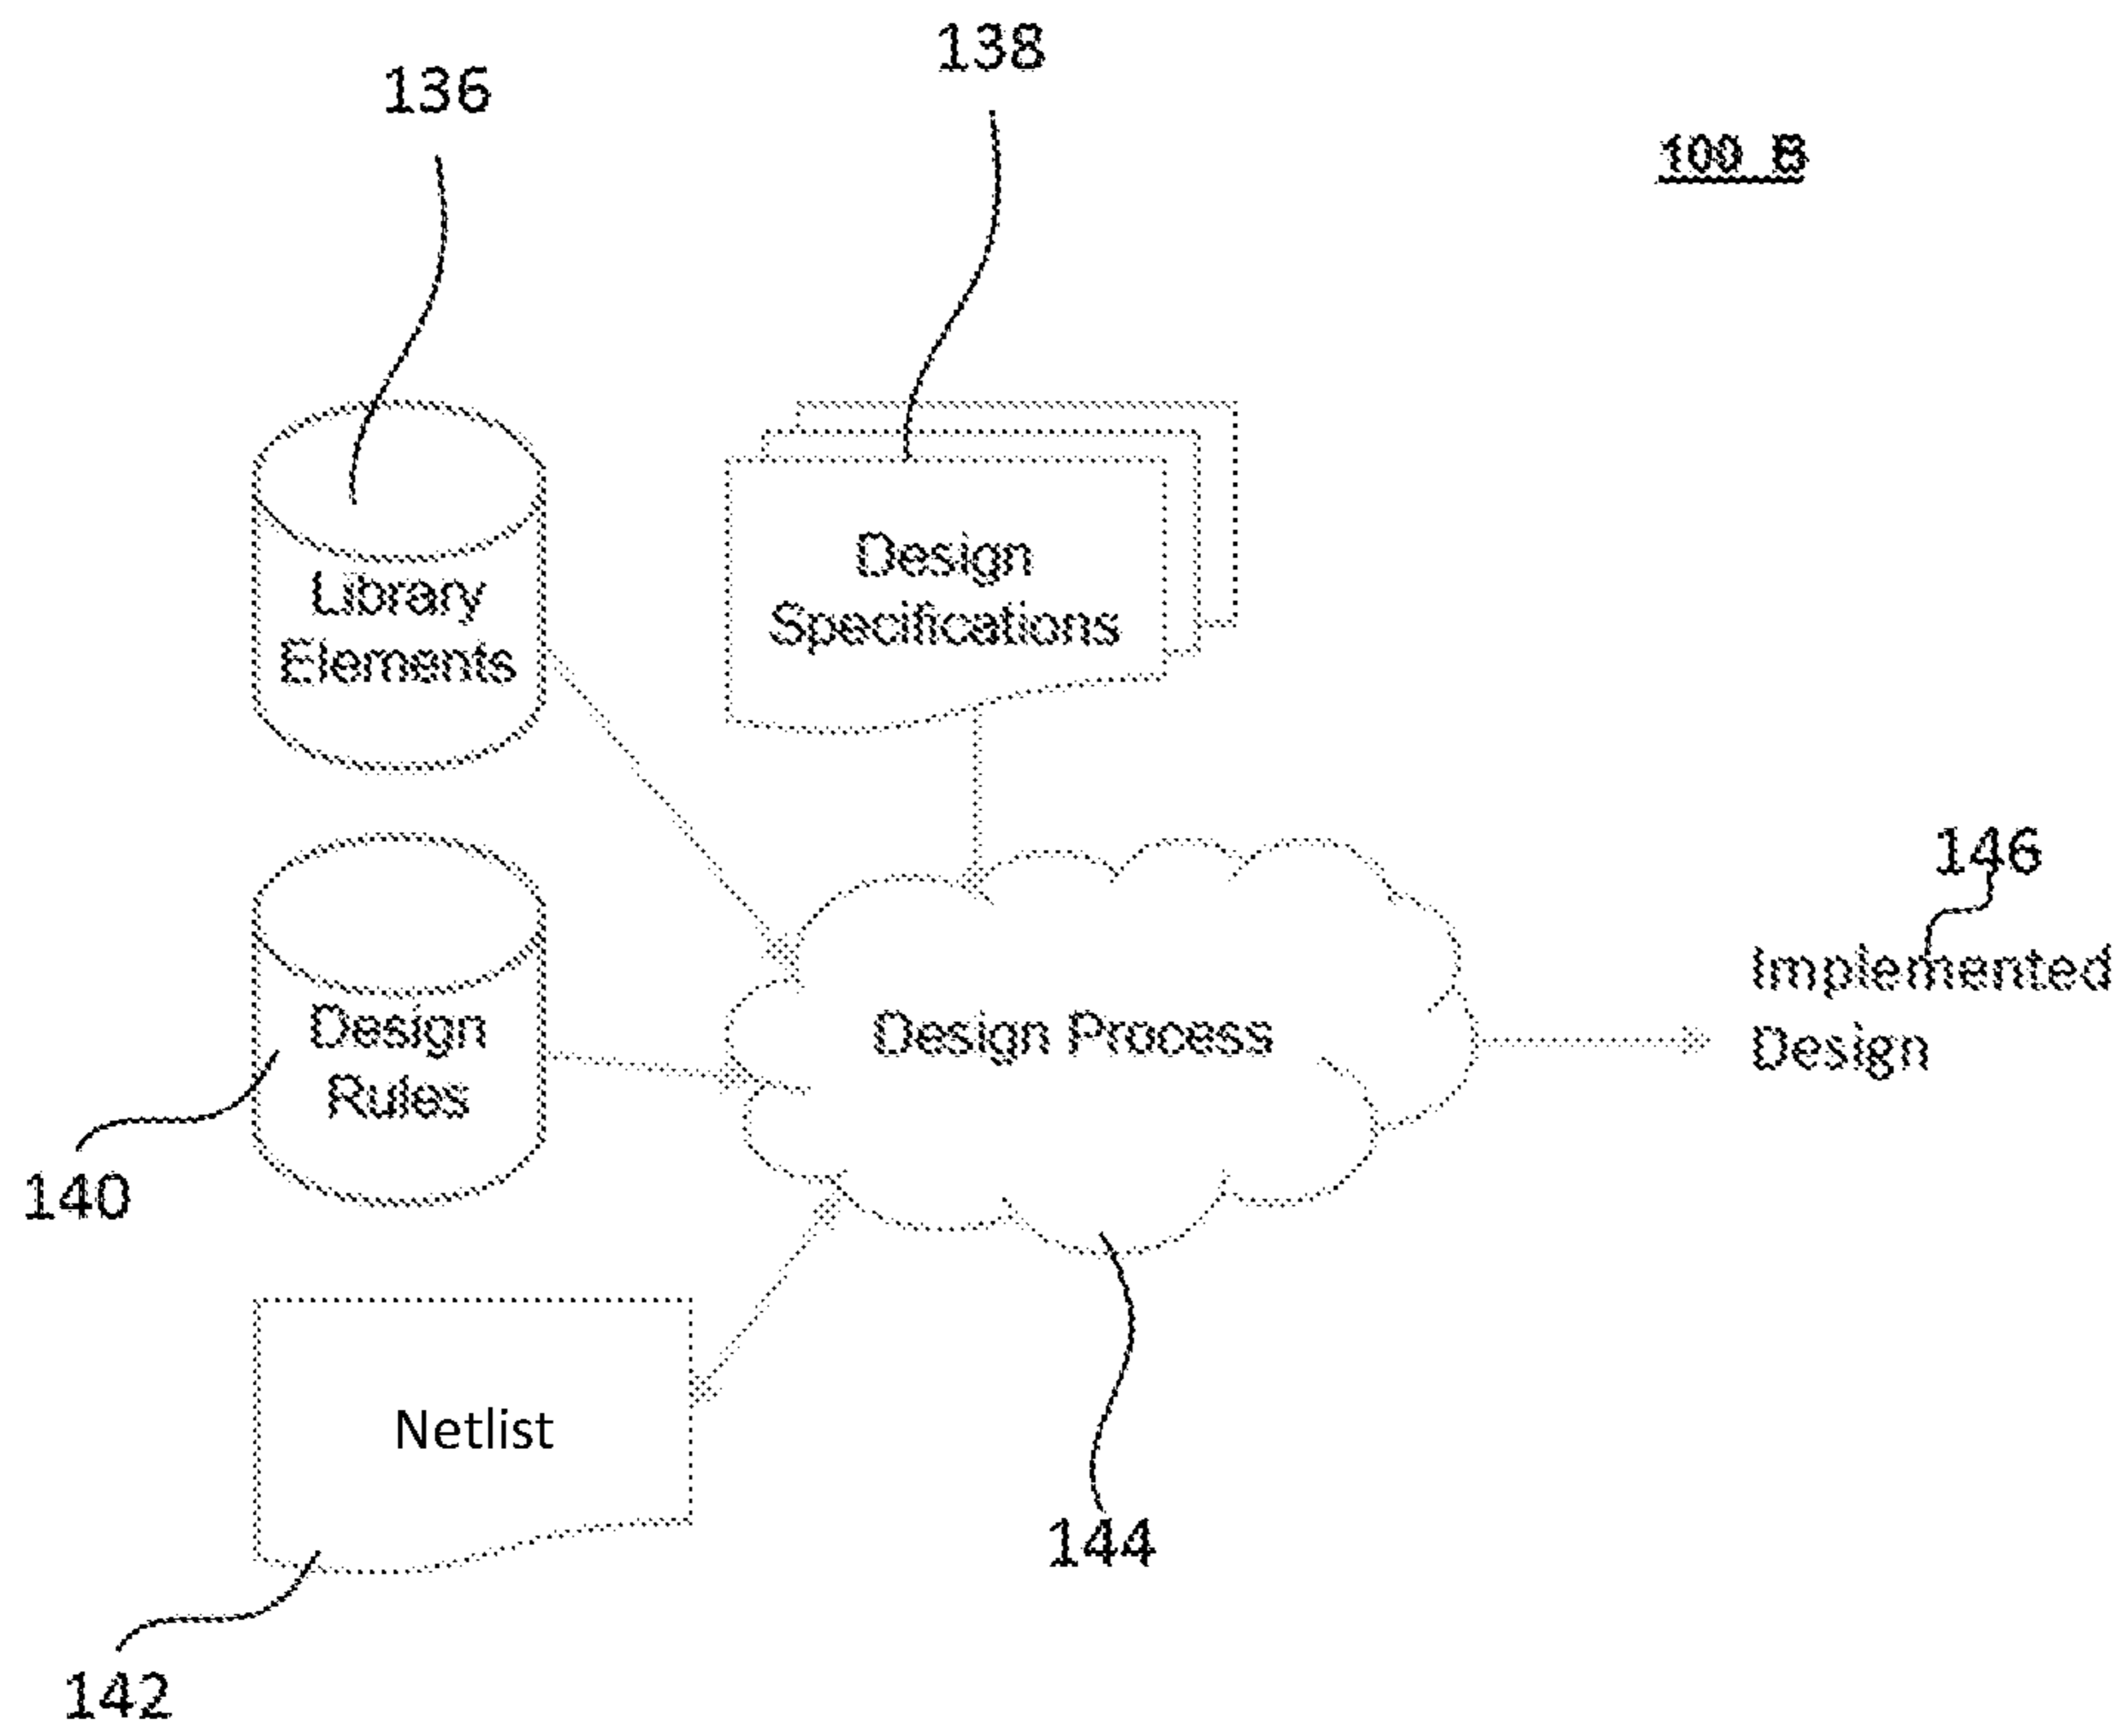 138
136
100_B
Design
Specifications
Library
Elements
146
Implemented
Design
Design Process
Design
Rules
140
Netlist
144
142